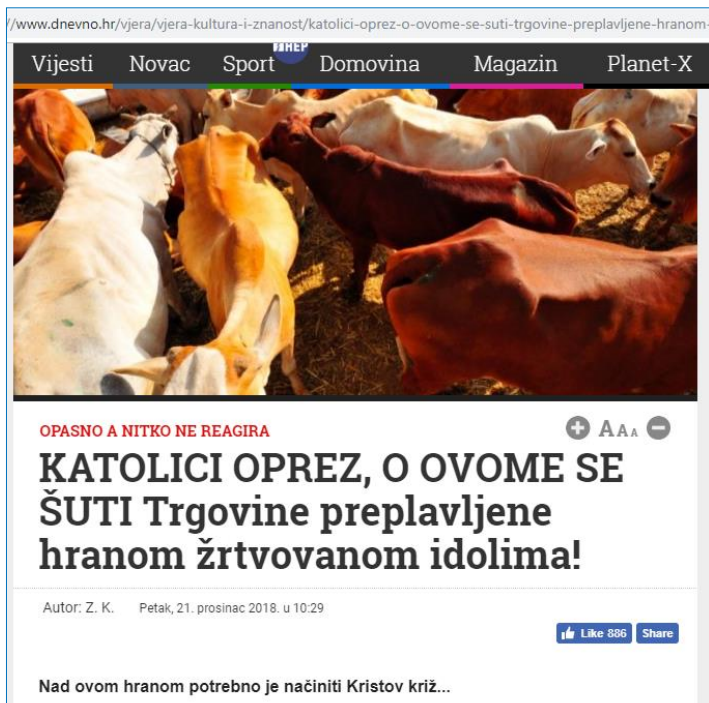 /www.dnevno.hr/vjera/vjera-kultura-i-znanost/katolici-oprez-o-ovome-se-suti-trgovine-preplavljene-hranom-
HEP
Vijesti Novac Sport Domovina Magazin Planet-X
OPASNO A NITKO NE REAGIRA
A A A
KATOLICI OPREZ, O OVOME SE
ŠUTI Trgovine preplavljene
hranom žrtvovanom idolima!
Autor: Z. K. Petak, 21. prosinac 2018. u 10:29
Like 886 Share
Nad ovom hranom potrebno je načiniti Kristov križ...